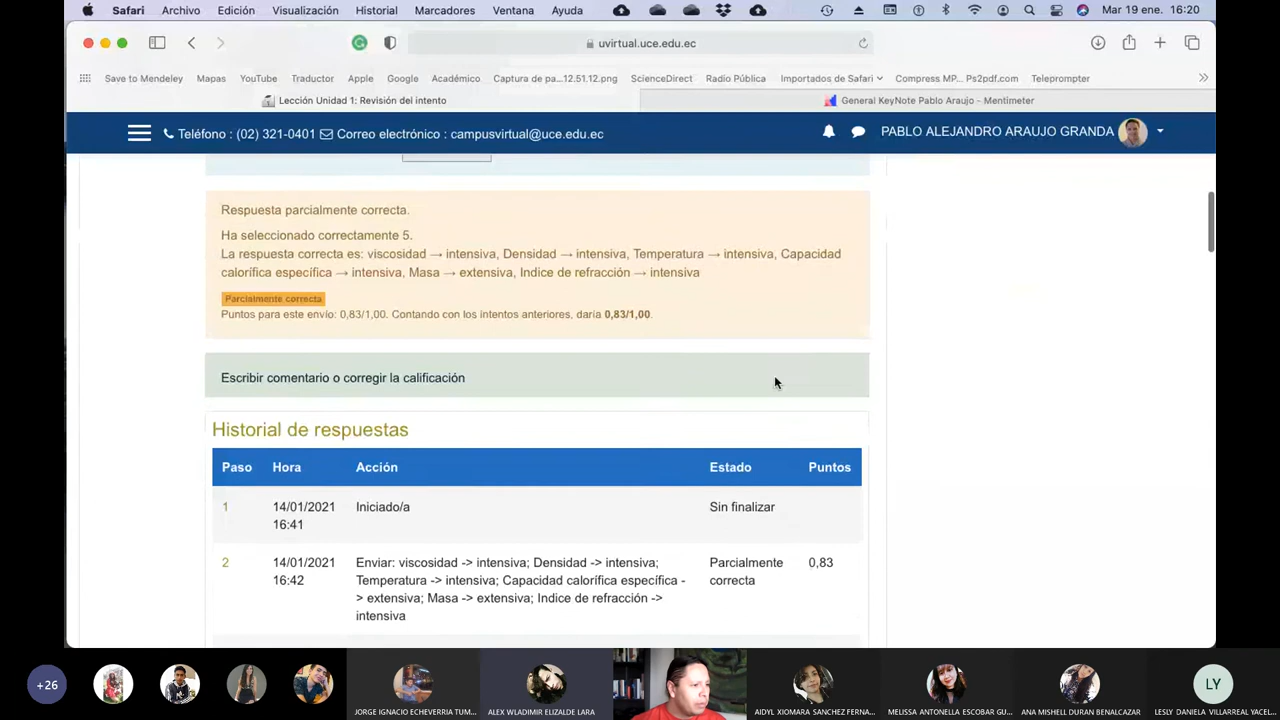 Safari Archivo Edición Visualización Historial Marcadores Ventana Ayuda Mar 19 ene. 16:20
uvirtual.uce.edu.ec
Save to Mendeley Mapas YouTube Traductor Apple Google Académico Captura de pa...12.51.12.png ScienceDirect Radio Pública Importados de Safari Compress MP... Ps2pdf.com Teleprompter
Lección Unidad 1: Revisión del intento General KeyNote Pablo Araujo - Mentimeter
Teléfono : (02) 321-0401 Correo electrónico : campusvirtual@uce.edu.ec PABLO ALEJANDRO ARAUJO GRANDA
Respuesta parcialmente correcta.
Ha seleccionado correctamente 5.
La respuesta correcta es: viscosidad → intensiva, Densidad → intensiva, Temperatura → intensiva, Capacidad
calorífica específica → intensiva, Masa → extensiva, Indice de refracción → intensiva
Parcialmente correcta
Puntos para este envío: 0,83/1,00. Contando con los intentos anteriores, daría 0,83/1,00.
Escribir comentario o corregir la calificación
Historial de respuestas
Paso Hora Acción Estado Puntos
1 14/01/2021 Iniciado/a Sin finalizar
16:41
2 14/01/2021 Enviar: viscosidad -> intensiva; Densidad -> intensiva; Parcialmente 0,83
16:42 Temperatura -> intensiva; Capacidad calorífica específica - correcta
> extensiva; Masa -> extensiva; Indice de refracción ->
intensiva
+26 LY
JORGE IGNACIO ECHEVERRIA TUM... ALEX WLADIMIR ELIZALDE LARA AIDYL XIOMARA SANCHEZ FERNA... MELISSA ANTONELLA ESCOBAR GU... ANA MISHELL DURAN BENALCAZAR LESLY DANIELA VILLARREAL YACEL...